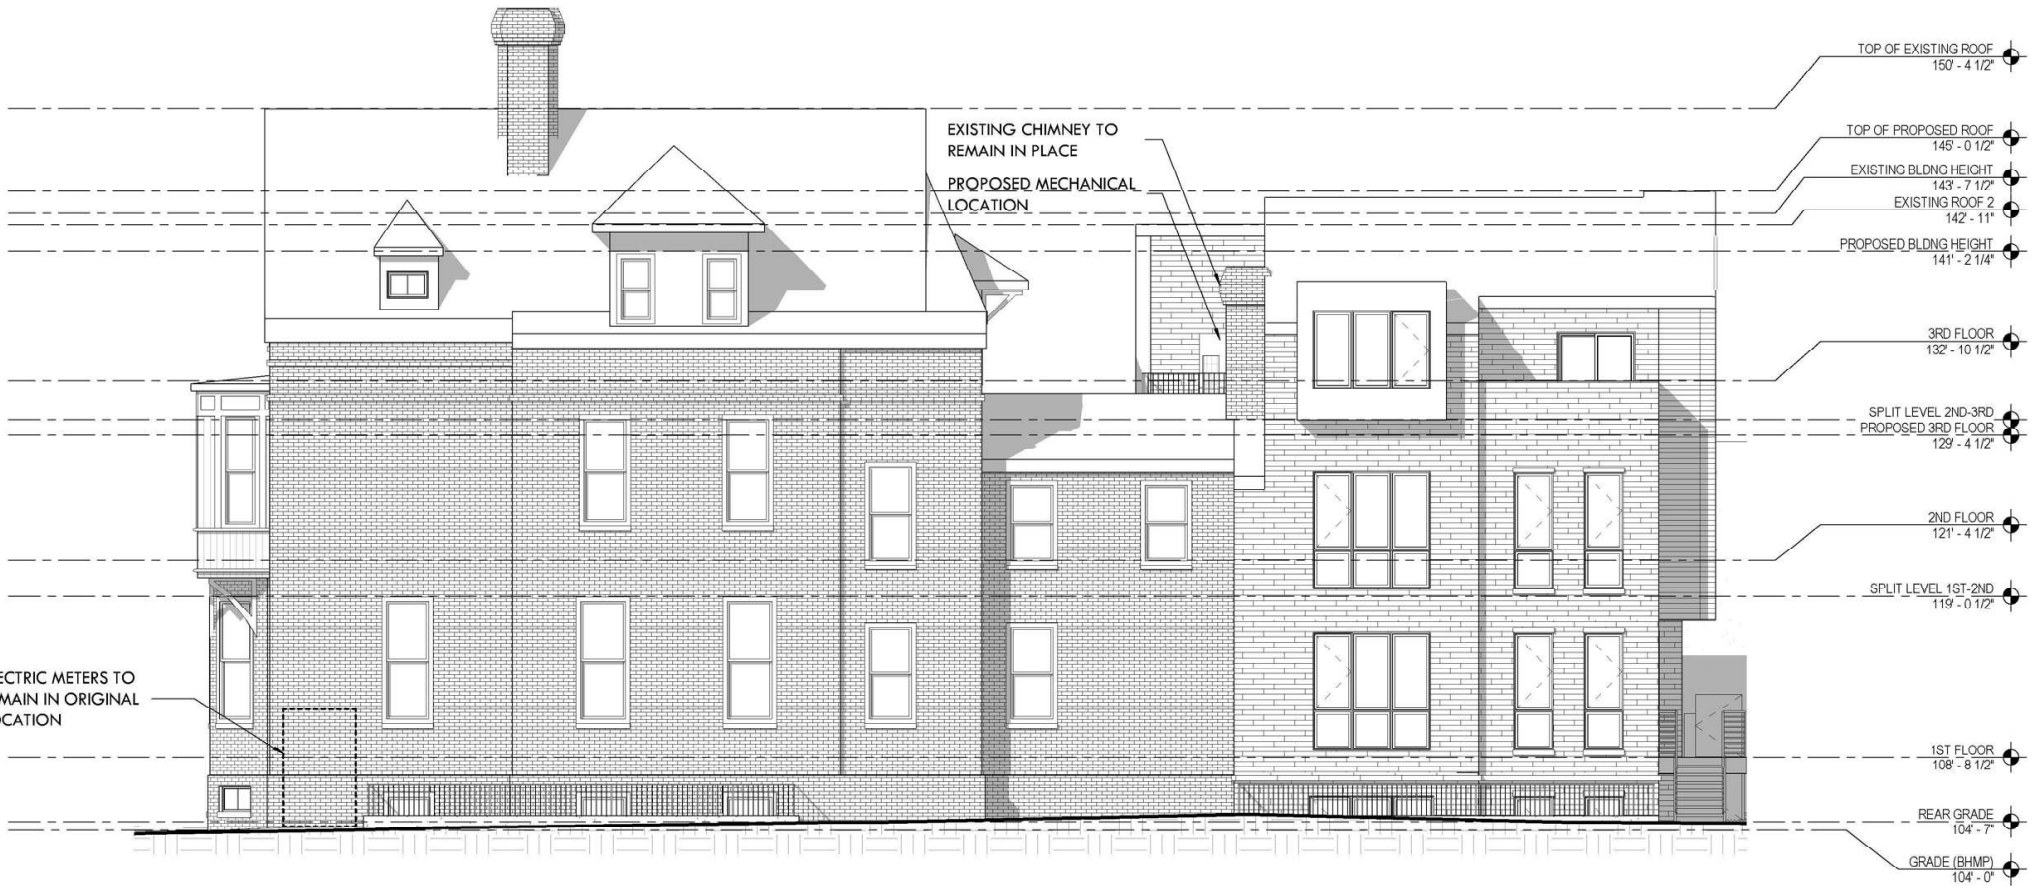 TOP OF EXISTING ROOF
150' - 4 1/2"
EXISTING CHIMNEY TO
REMAIN IN PLACE
TOP OF PROPOSED ROOF
145' - 0 1/2"
EXISTING BLDNG HEIGHT
143' - 7 1/2"
PROPOSED MECHANICAL
LOCATION
EXISTING ROOF 2
142' - 11"
PROPOSED BLDNG HEIGHT
141' - 2 1/4"
3RD FLOOR
132' - 10 1/2"
SPLIT LEVEL 2ND-3RD
PROPOSED 3RD FLOOR
129' - 4 1/2"
2ND FLOOR
121' - 4 1/2"
SPLIT LEVEL 1ST-2ND
119' - 0 1/2"
ECTRIC METERS TO
MAIN IN ORIGINAL
OCATION
1ST FLOOR
108' - 8 1/2"
REAR GRADE
104' - 7"
GRADE (BHMP)
104' - 0"